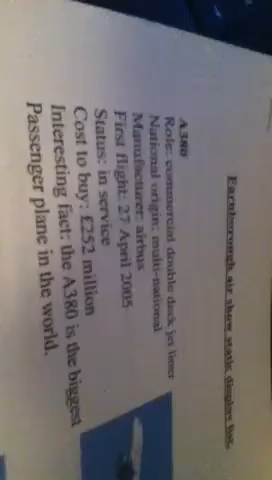 Farnborough air show static display list.
A380
Role: commercial double deck jet liner
National origin: multi-national
Manufacturer: airbus
First flight: 27 April 2005
Status: in service
Cost to buy: £252 million
Interesting fact: the A380 is the biggest
Passenger plane in the world.